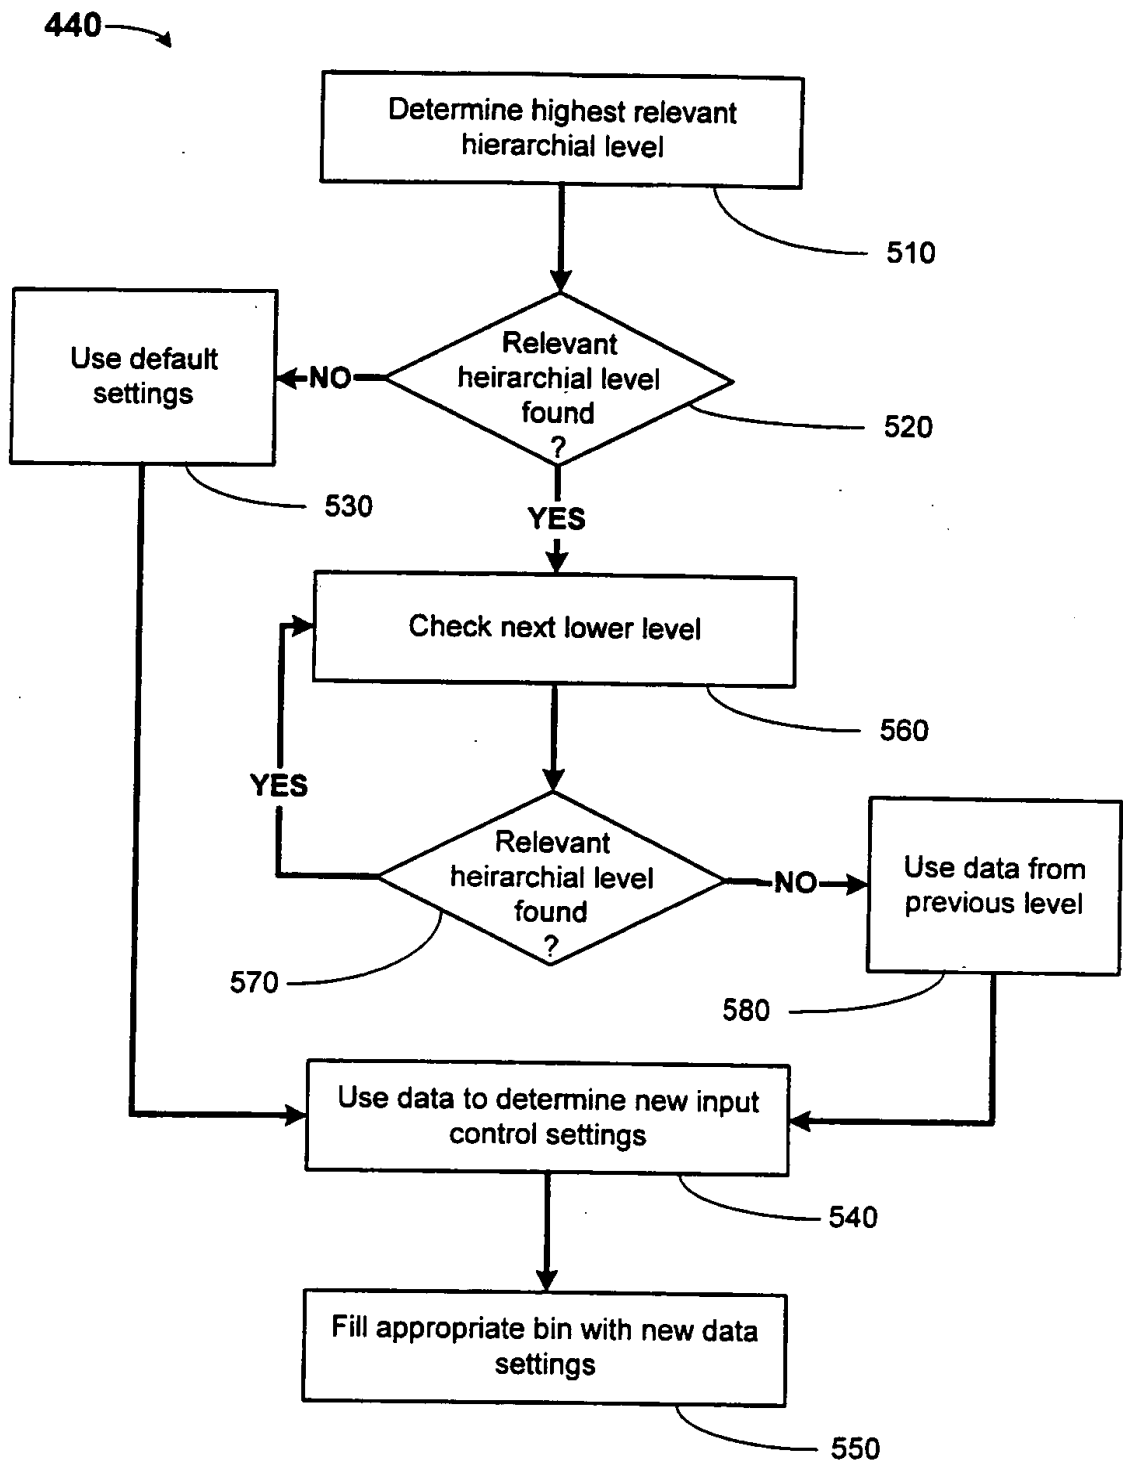 440
Determine highest relevant
hierarchial level
510
Relevant
heirarchial level
found
?
520
NO
Use default
settings
530
YES
Check next lower level
560
YES
Relevant
heirarchial level
found
?
570
NO
Use data from
previous level
580
Use data to determine new input
control settings
540
Fill appropriate bin with new data
settings
550